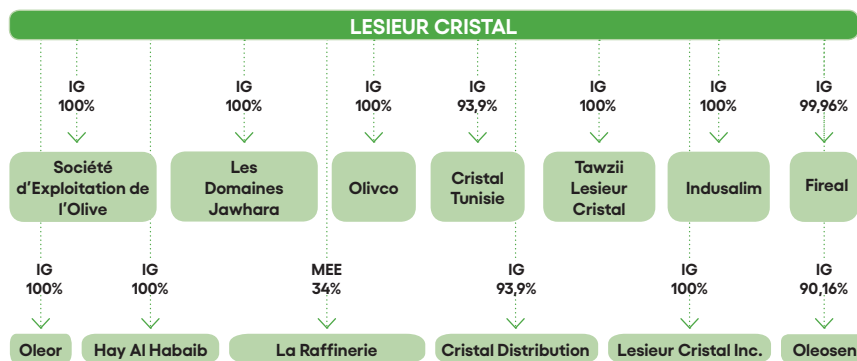 LESIEUR CRISTAL
IG
100%
IG
100%
IG
100%
IG
93,9%
IG
100%
IG
100%
IG
99,96%
Société
d'Exploitation de
l'Olive
Les
Domaines
Jawhara
Olivco
Cristal
Tunisie
Tawzii
Lesieur
Cristal
Indusalim
Fireal
IG
100%
IG
100%
MEE
34%
IG
93,9%
IG
100%
IG
90,16%
Oleor
Hay Al Habaib
La Raffinerie
Cristal Distribution
Lesieur Cristal Inc.
Oleosen